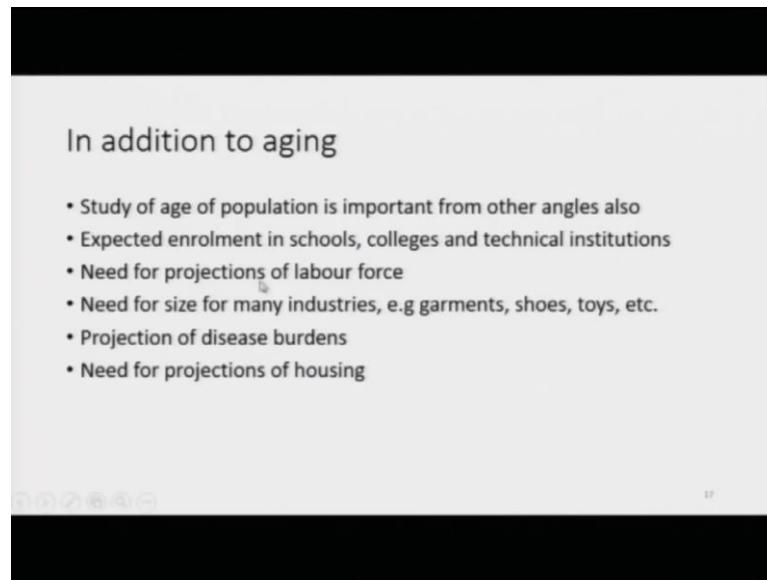 In addition to aging
• Study of age of population is important from other angles also
• Expected enrolment in schools, colleges and technical institutions
• Need for projections of labour force
• Need for size for many industries, e.g garments, shoes, toys, etc.
• Projection of disease burdens
• Need for projections of housing
17